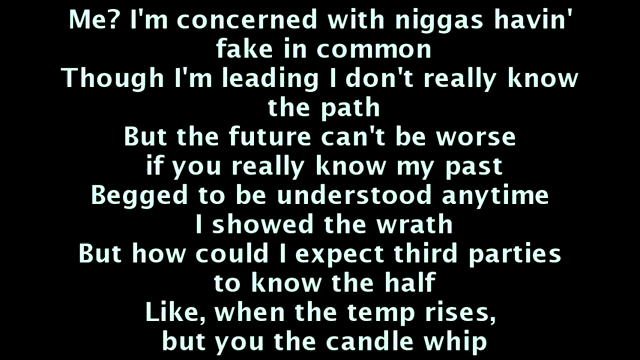 Me? I'm concerned with niggas havin'
fake in common
Though I'm leading I don't really know
the path
But the future can't be worse
if you really know my past
Begged to be understood anytime
I showed the wrath
But how could I expect third parties
to know the half
Like, when the temp rises,
but you the candle whip